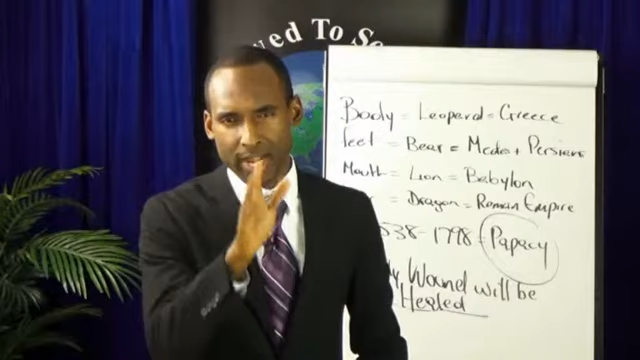 To
Body = Leopard = Greece
feet = Bear = Medes + Persians
Mouth = Lion = Babylon
= Dragon = Roman Empire
538-1798 = Papacy
Wound will be
Healed